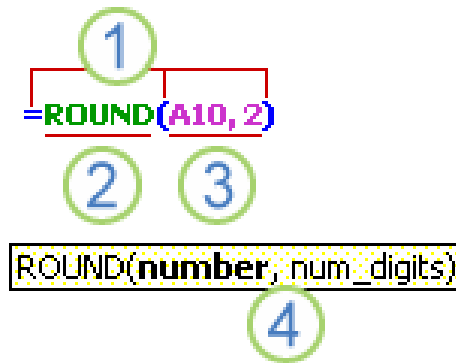 1
=ROUND(A10, 2)
2 3
ROUND(number, num_digits)
4